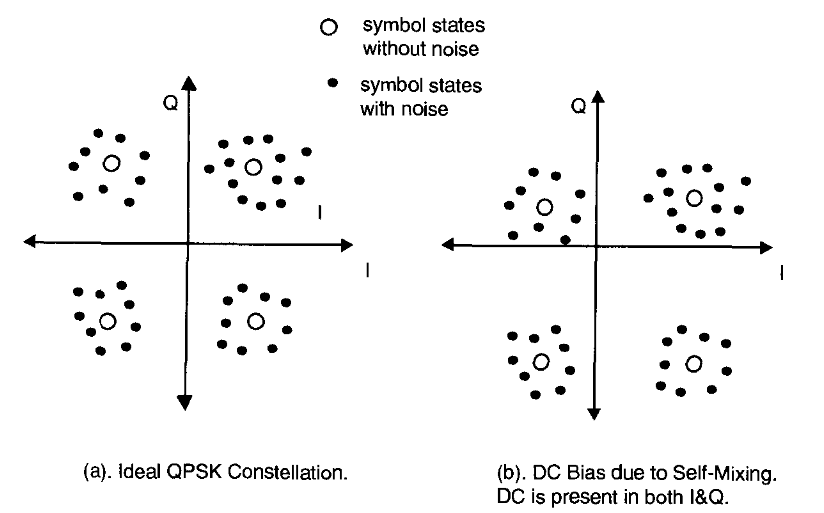 symbol states
without noise
symbol states
with noise
Q
I
I
Q
I
(a). Ideal QPSK Constellation.
(b). DC Bias due to Self-Mixing.
DC is present in both I&Q.